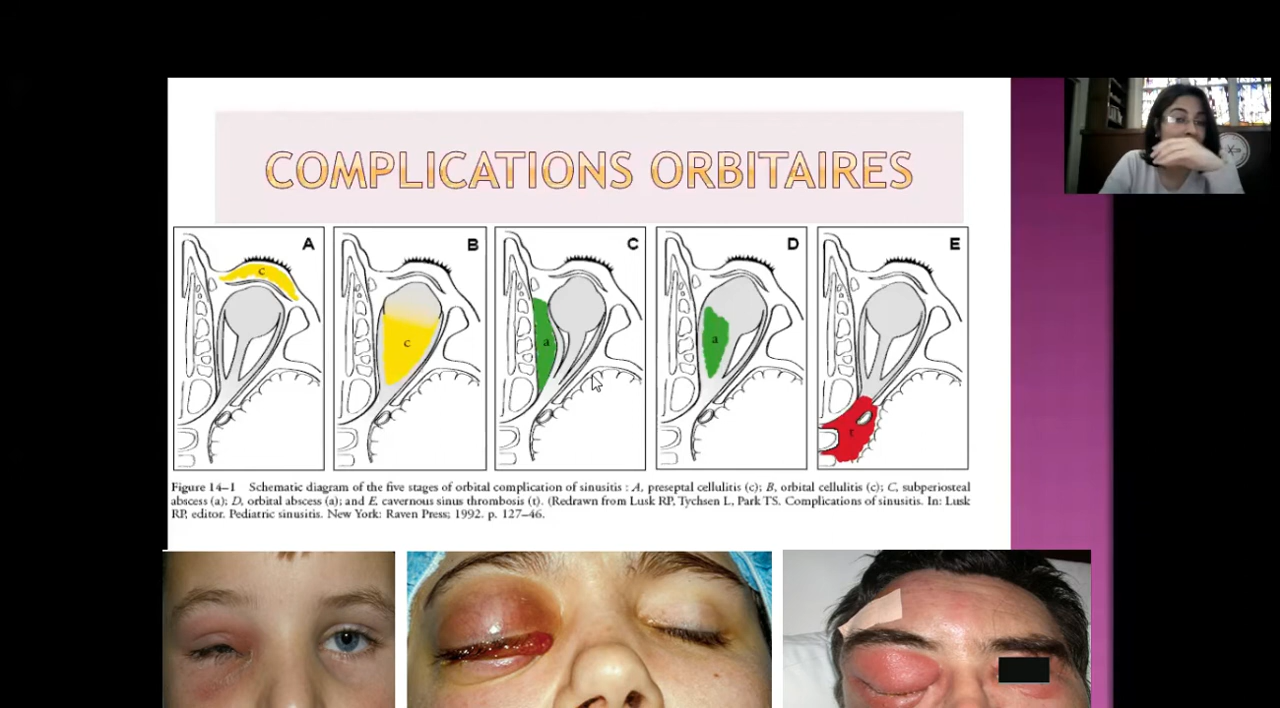 COMPLICATIONS ORBITAIRES
A
B
C
D
E
c
c
a
a
t
Figure 14–1 Schematic diagram of the five stages of orbital complication of sinusitis : A, preseptal cellulitis (c); B, orbital cellulitis (c); C, subperiosteal
abscess (a); D, orbital abscess (a); and E. cavernous sinus thrombosis (t). (Redrawn from Lusk RP, Tychsen L, Park TS. Complications of sinusitis. In: Lusk
RP, editor. Pediatric sinusitis. New York: Raven Press; 1992. p. 127–46.